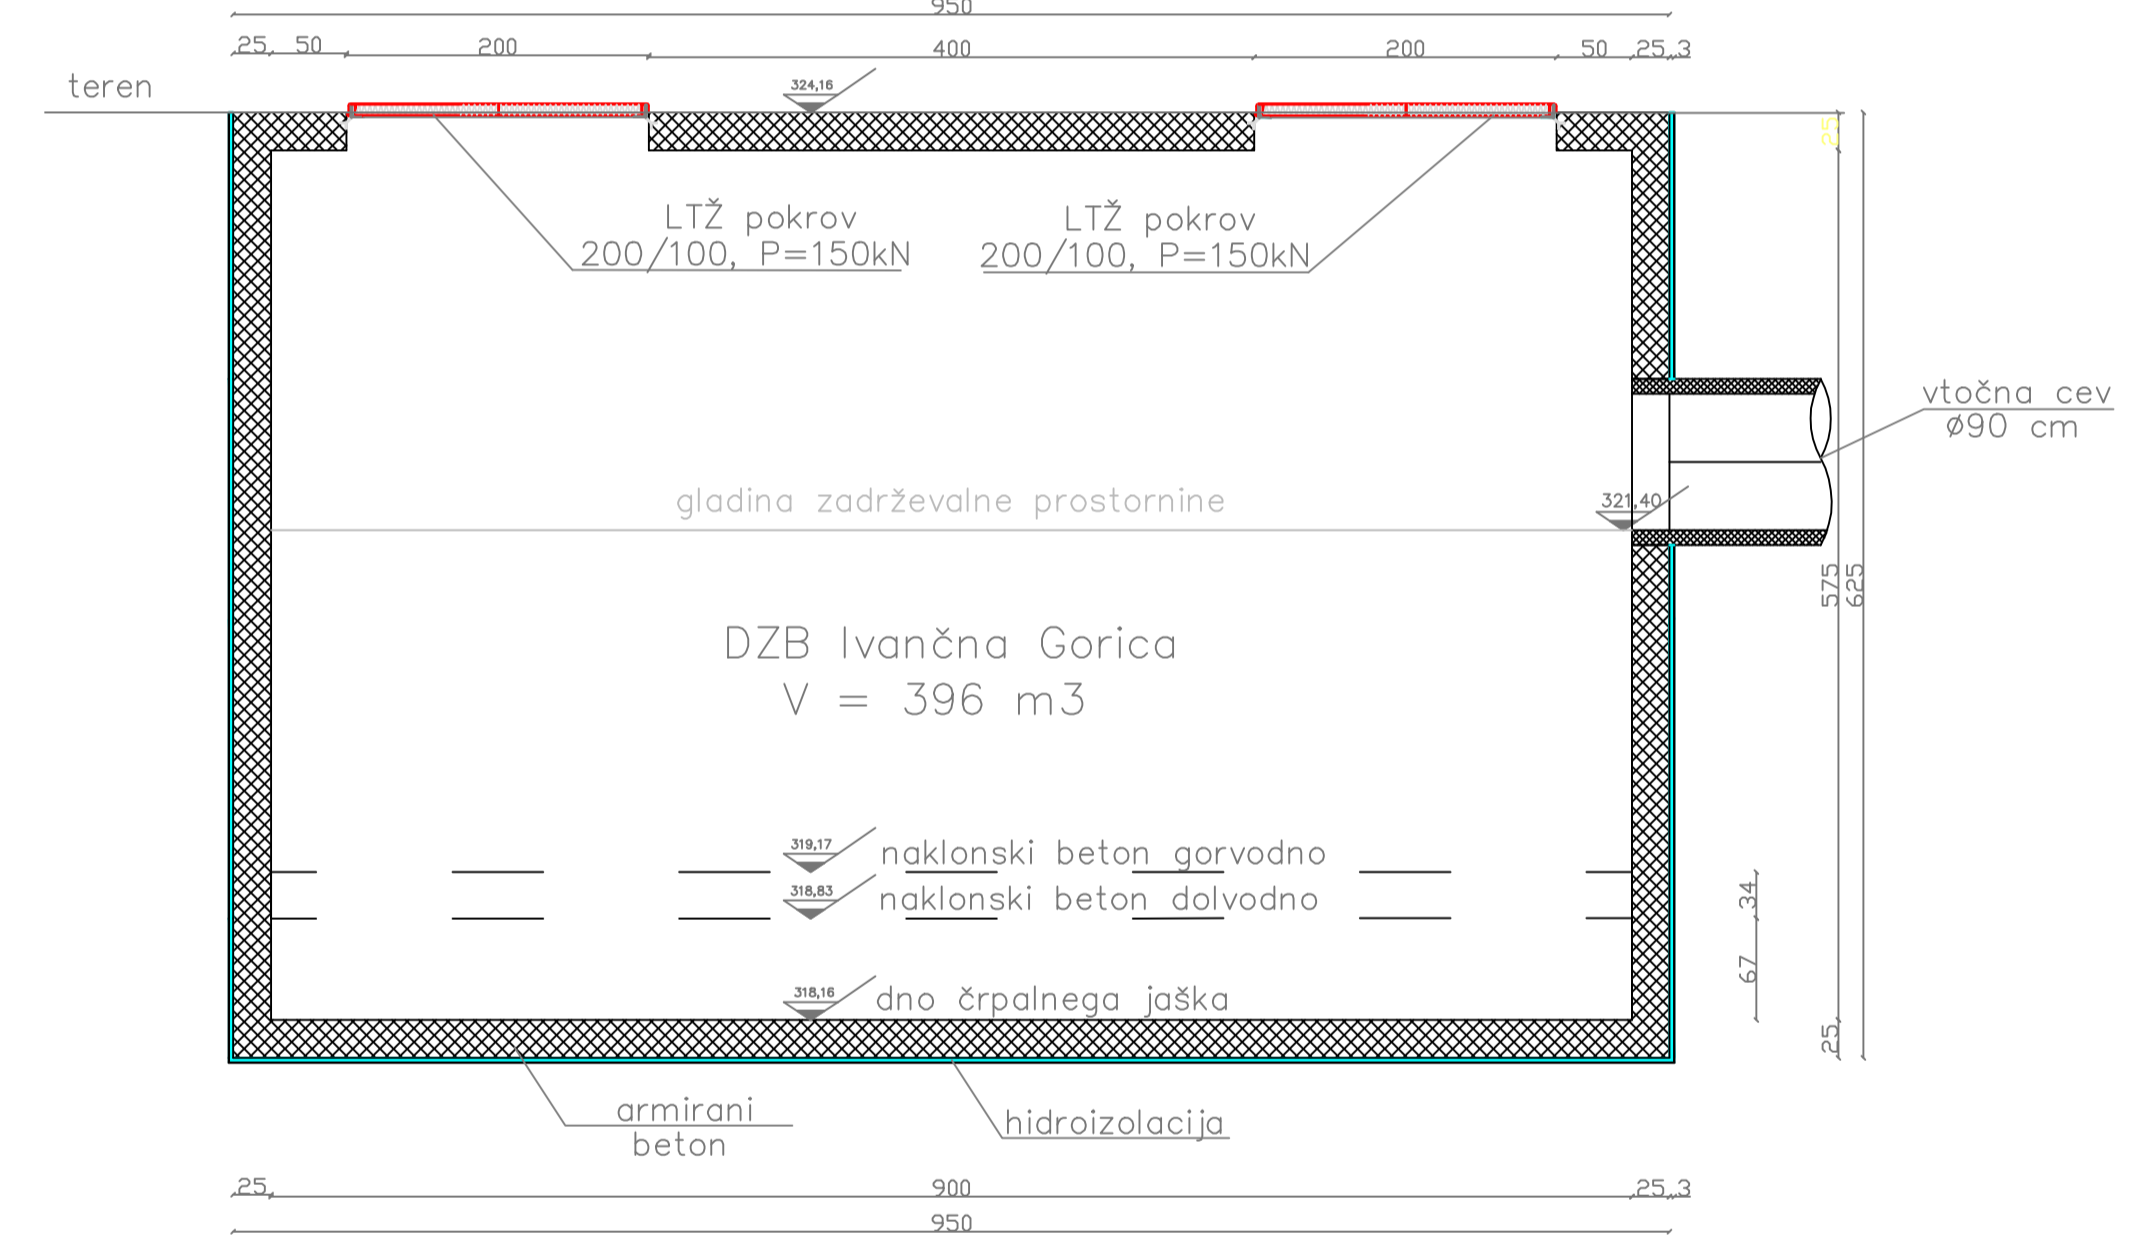 950
25 50 200 400 200 50 25 3
teren
324,16
25
LTŽ pokrov
200/100, P=150kN
LTŽ pokrov
200/100, P=150kN
vtočna cev
Ø90 cm
gladina zadrževalne prostornine
321,40
575
625
DZB Ivančna Gorica
V = 396 m3
319,17
naklonski beton gorvodno
318,83
naklonski beton dolvodno
34
67
318,16
dno črpalnega jaška
25
armirani
beton
hidroizolacija
25 900 25 3
950